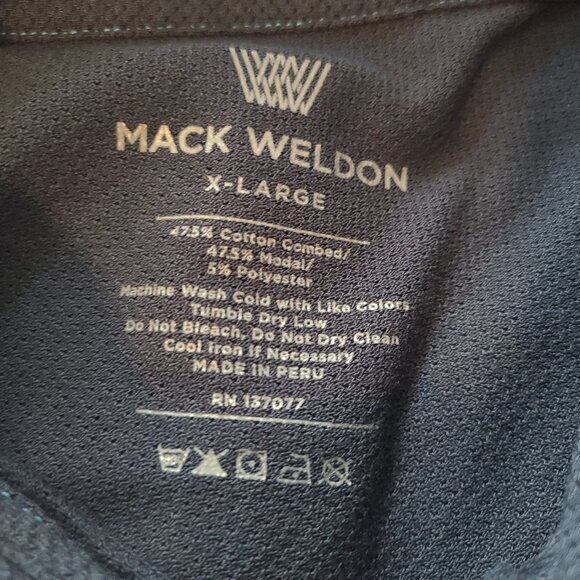 MACK WELDON
X-LARGE
47.5% Cotton Combed/
47.5% Modal/
5% Polyester
Machine Wash Cold with Like Colors
Tumble Dry Low
Do Not Bleach, Do Not Dry Clean
Cool Iron if Necessary
MADE IN PERU
RN 137077